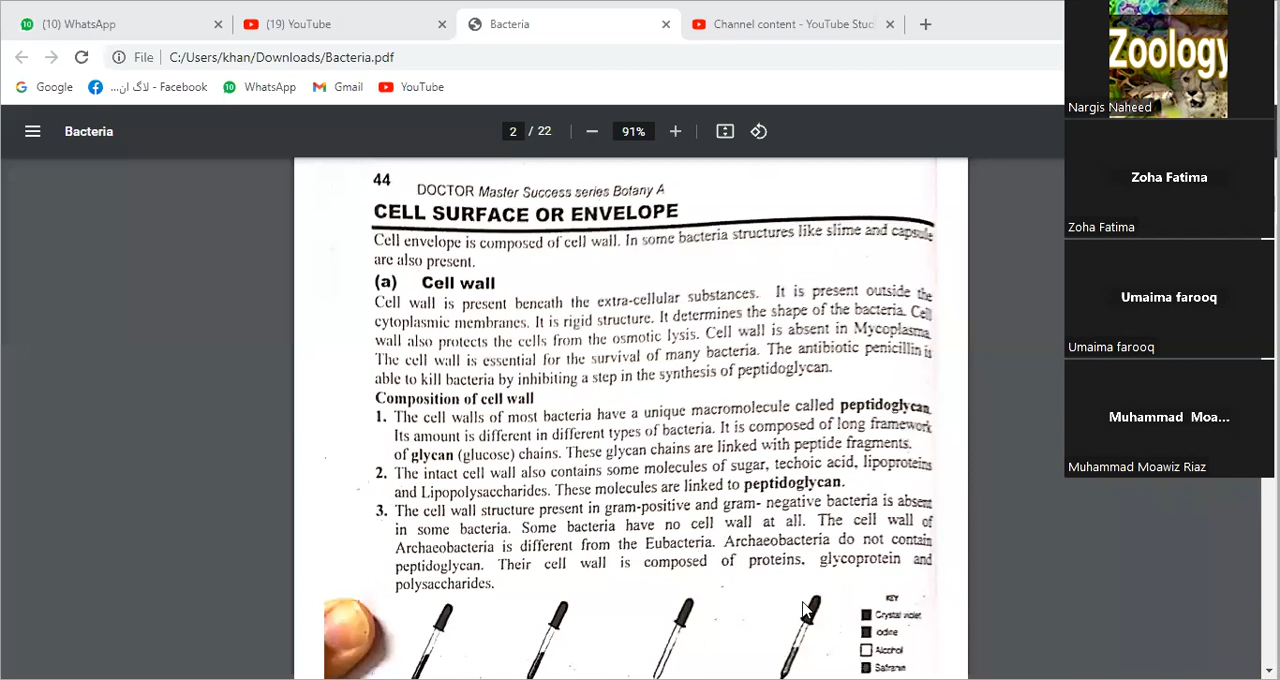 (10) WhatsApp
(19) YouTube
Bacteria
Channel content - YouTube Stud
File
C:/Users/khan/Downloads/Bacteria.pdf
Google
لاگ ان... - Facebook
WhatsApp
Gmail
YouTube
Bacteria
2 / 22
91%
44
DOCTOR Master Success series Botany A
CELL SURFACE OR ENVELOPE
Cell envelope is composed of cell wall. In some bacteria structures like slime and capsule
are also present.
(a) Cell wall
Cell wall is present beneath the extra-cellular substances. It is present outside the
cytoplasmic membranes. It is rigid structure. It determines the shape of the bacteria. Cell
wall also protects the cells from the osmotic lysis. Cell wall is absent in Mycoplasma
The cell wall is essential for the survival of many bacteria. The antibiotic penicillin is
able to kill bacteria by inhibiting a step in the synthesis of peptidoglycan.
Composition of cell wall
1. The cell walls of most bacteria have a unique macromolecule called peptidoglycan.
Its amount is different in different types of bacteria. It is composed of long framework
of glycan (glucose) chains. These glycan chains are linked with peptide fragments.
2. The intact cell wall also contains some molecules of sugar, techoic acid, lipoproteins
and Lipopolysaccharides. These molecules are linked to peptidoglycan.
3. The cell wall structure present in gram-positive and gram- negative bacteria is absent
in some bacteria. Some bacteria have no cell wall at all. The cell wall of
Archaeobacteria is different from the Eubacteria. Archaeobacteria do not contain
peptidoglycan. Their cell wall is composed of proteins, glycoprotein and
polysaccharides.
KEY
Crystal violet
Iodine
Alcohol
Safranin
Zoology
Nargis Naheed
Zoha Fatima
Zoha Fatima
Umaima farooq
Umaima farooq
Muhammad Moa...
Muhammad Moawiz Riaz